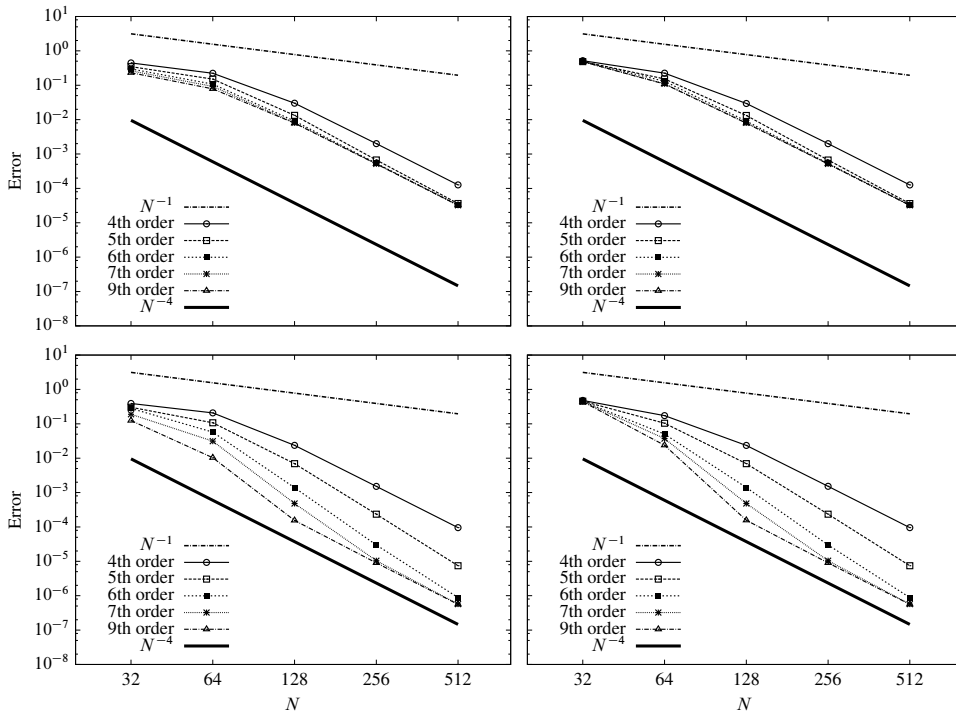 10^1
10^0
10^-1
10^-2
10^-3
10^-4
10^-5
10^-6
10^-7
10^-8
Error
N^-1
4th order
5th order
6th order
7th order
9th order
N^-4
N^-1
4th order
5th order
6th order
7th order
9th order
N^-4
10^1
10^0
10^-1
10^-2
10^-3
10^-4
10^-5
10^-6
10^-7
10^-8
Error
N^-1
4th order
5th order
6th order
7th order
9th order
N^-4
32 64 128 256 512
N
N^-1
4th order
5th order
6th order
7th order
9th order
N^-4
32 64 128 256 512
N